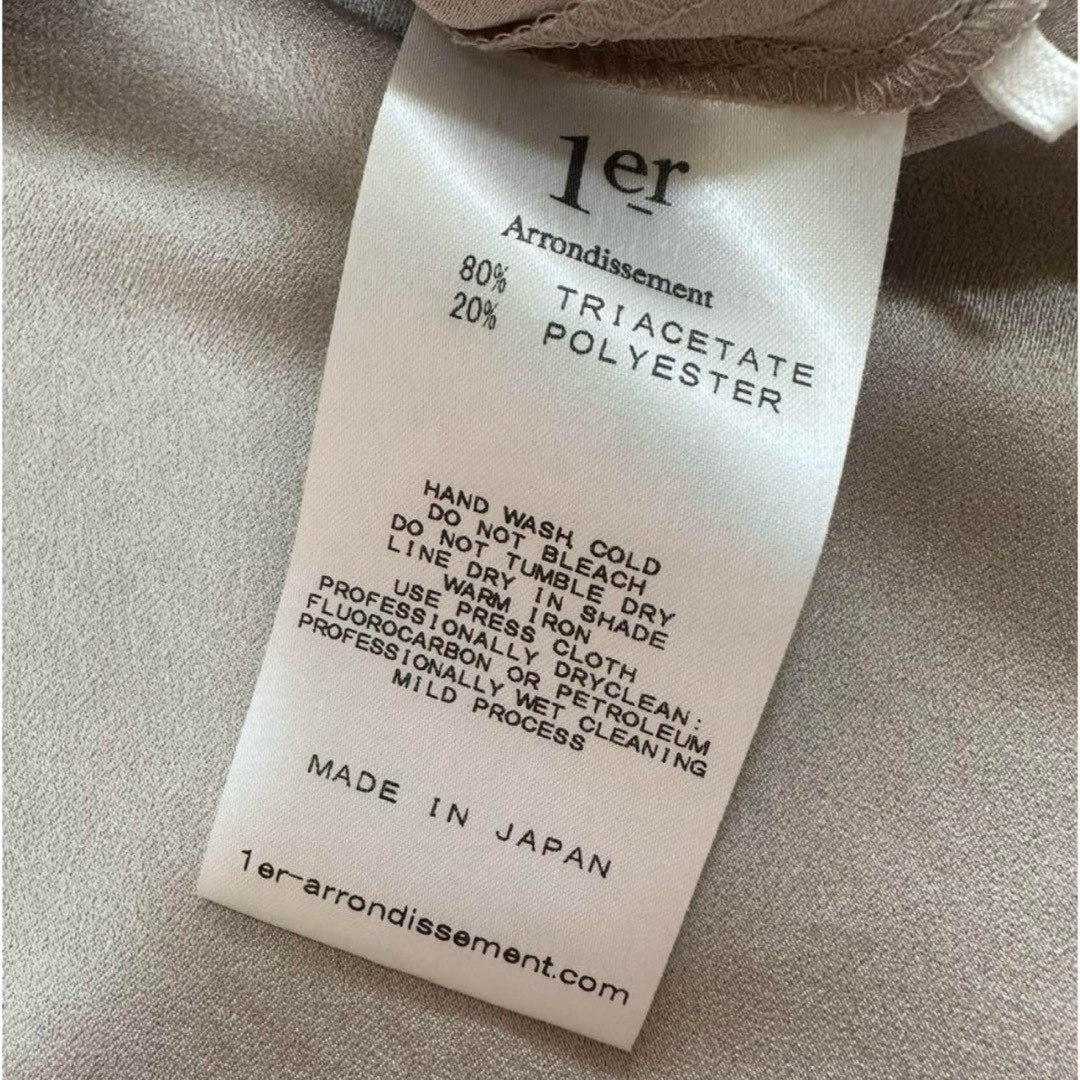 1er
Arrondissement
80% TRIACETATE
20% POLYESTER
HAND WASH COLD
DO NOT BLEACH
DO NOT TUMBLE DRY
LINE DRY IN SHADE
WARM IRON
USE PRESS CLOTH
PROFESSIONALLY DRYCLEAN:
FLUOROCARBON OR PETROLEUM
PROFESSIONALLY WET CLEANING
MILD PROCESS
MADE IN JAPAN
1er-arrondissement.com